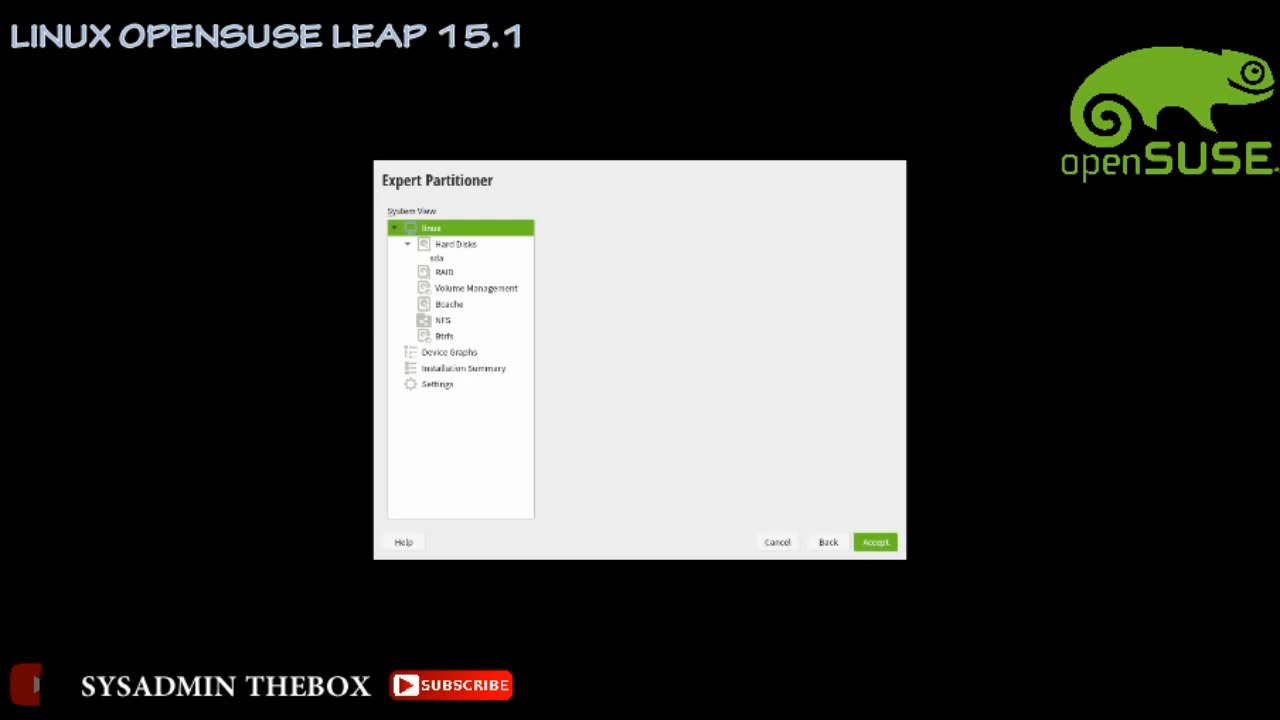 LINUX OPENSUSE LEAP 15.1
openSUSE.
Expert Partitioner
System View
linux
Hard Disks
sda
RAID
Volume Management
Bcache
NFS
Btrfs
Device Graphs
Installation Summary
Settings
Help
Cancel
Back
Accept
SYSADMIN THEBOX
SUBSCRIBE